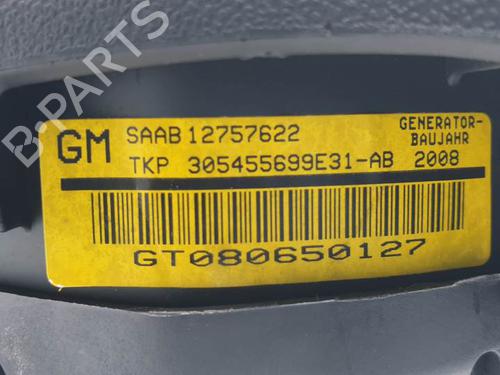 GM SAAB 12757622 GENERATOR-
BAUJAHR
TKP 305455699E31-AB 2008
GT080650127
B-PARTS